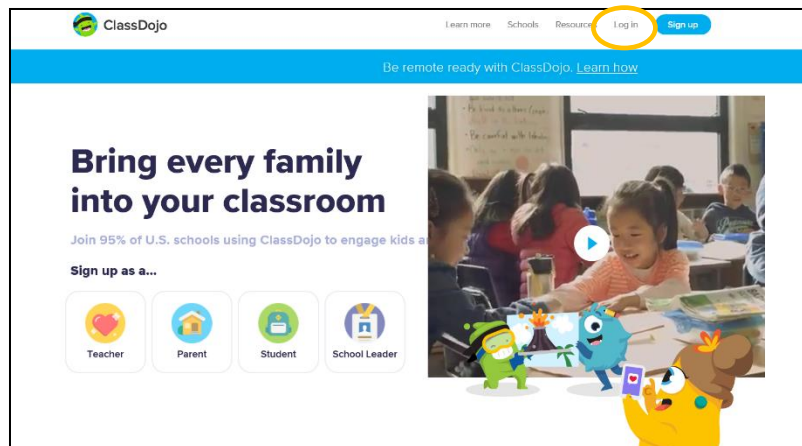 ClassDojo
Learn more Schools Resources Log in Sign up
Be remote ready with ClassDojo. Learn how
Bring every family
into your classroom
Join 95% of U.S. schools using ClassDojo to engage kids
Sign up as a...
Teacher Parent Student School Leader